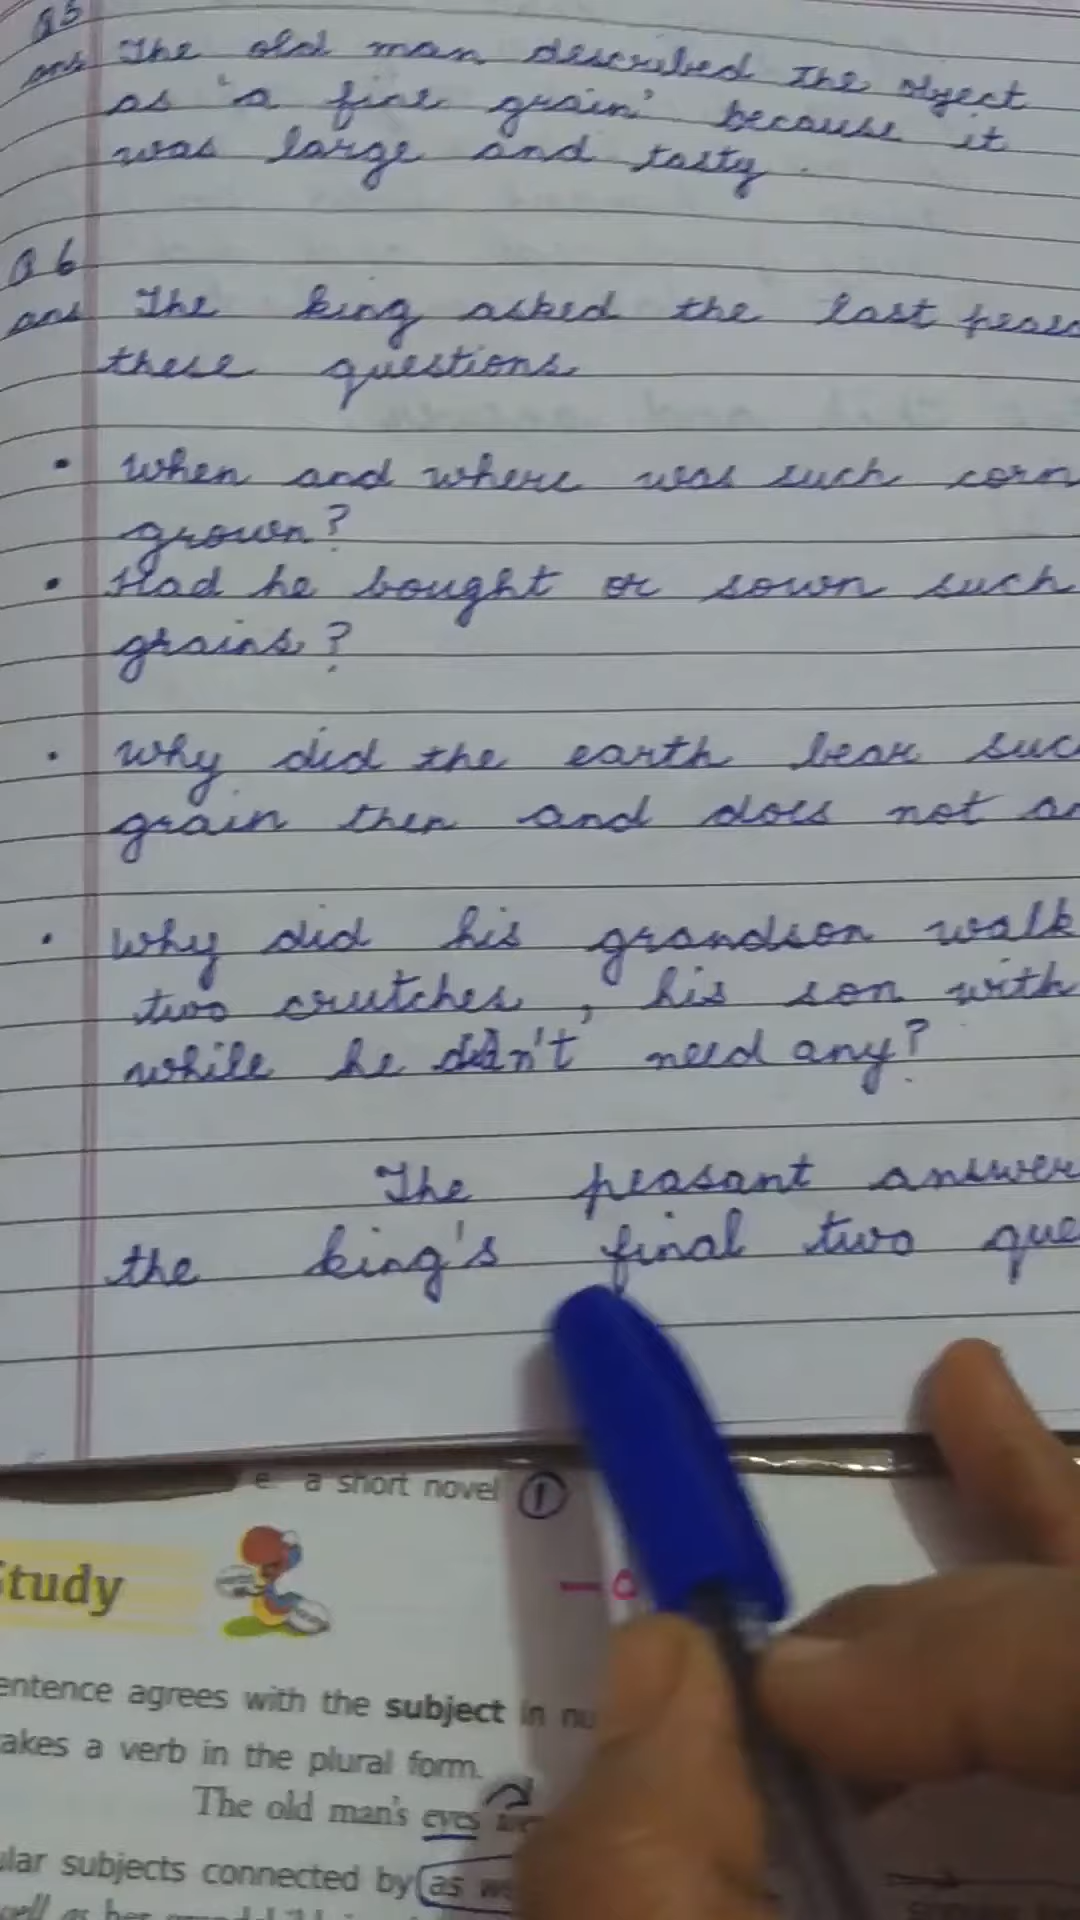 Q5
ans The old man described the object
as 'a fine grain' because it
was large and tasty.
Q6
ans The king asked the last
these questions
• when and where was such corn
grown?
• Had he bought or sown such
grains?
• why did the earth bear suc
grain then and does not
• why did his grandson walk
two crutches, his son with
while he didn't need any?
The peasant answer
the king's final two que
e. a short novel 1
Study
entence agrees with the subject in nu
akes a verb in the plural form.
The old man's eyes
ular subjects connected by as we